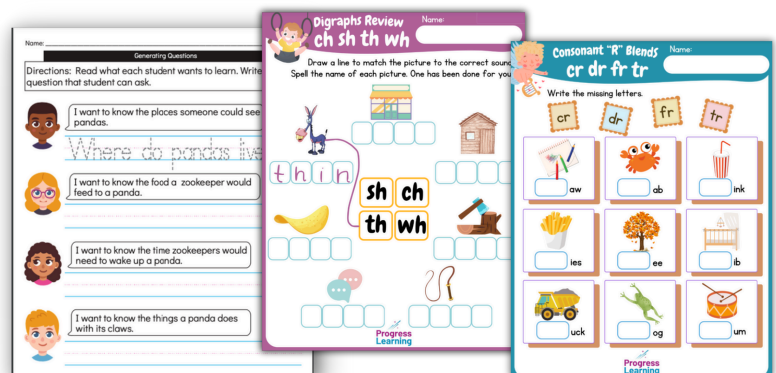 Name:
Generating Questions
Directions: Read what each student wants to learn. Write
question that student can ask.
I want to know the places someone could see
pandas.
Where do pandas live
I want to know the food a zookeeper would
feed to a panda.
I want to know the time zookeepers would
need to wake up a panda.
I want to know the things a panda does
with its claws.
Digraphs Review
ch sh th wh
Name:
Draw a line to match the picture to the correct sound
Spell the name of each picture. One has been done for you
thin
sh ch
th wh
Progress
Learning
Consonant "R" Blends
cr dr fr tr
Name:
Write the missing letters.
cr dr fr tr
aw ab ink
ies ee ib
uck og um
Progress
Learning